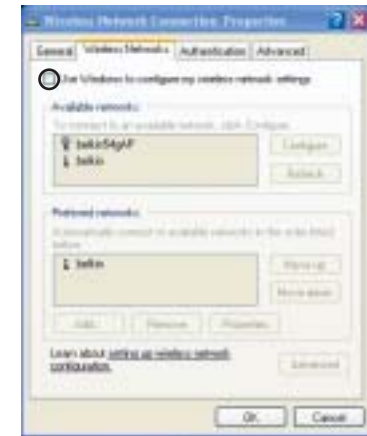 Wireless Network Connection Properties
General Wireless Networks Authentication Advanced
Use Windows to configure my wireless network settings
Available networks:
To connect to an available network, click Configure.
belkin54gAP
Configure
belkin
Refresh
Preferred networks:
Automatically connect to available networks in the order listed
below:
belkin
Move up
Move down
Add... Remove Properties
Learn about setting up wireless network
configuration.
Advanced
OK Cancel